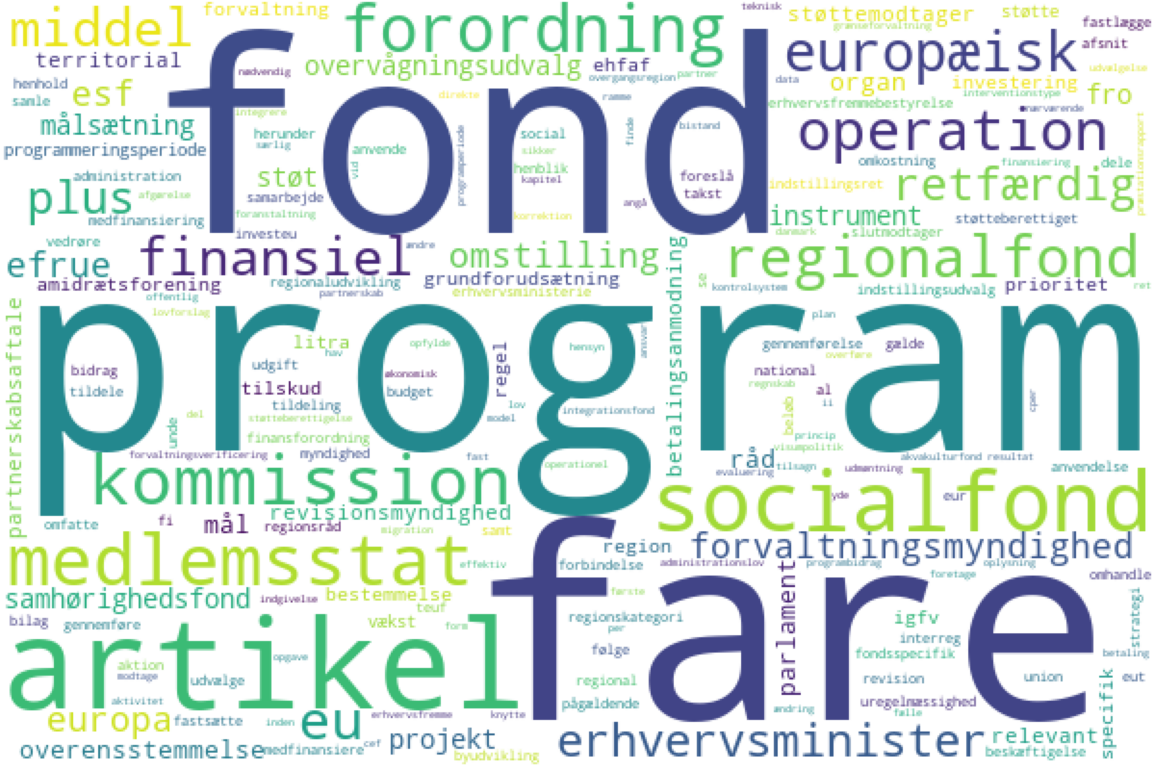 teknisk
middel forvaltning forordning støttemodtager støtte
fastlægge
grænseforvaltning
territorial overvågningsudvalg ehfaf europæisk afsnit
nødvendig overgangsregion partner
henhold esf organ investering udvælgelse
samle direkte ramme data interventionstype fro
fond
integrere erhvervsfremmebestyrelse nærværende
målsætning herunder social bistand operation
særlig anvende sikker finde
programmeringsperiode vid programperiode henblik omkostning finansiering dele
administration støt kapitel foreslå indstillingsret retfærdig præstationsrapport
plus afgørelse samarbejde takst
medfinansiering foranstaltning korrektion angå instrument støtteberettiget
vedrøre investeu danmark slutmodtager
efrue finansiel ændre omstilling regionalfond
amidrætsforening regionaludvikling grundforudsætning betalingsanmodning se kontrolsystem prioritet ret
offentlig partnerskab erhvervsministerie indstillingsudvalg
partnerskabsaftale lovforslag plan
program
litra hav opfylde hensyn ansvar gennemførelse gælde
bidrag udgift regel overføre
tildele tilskud økonomisk national al
budget regnskab
tildeling lov integrationsfond beløb ii cper
unde del støtteberettigelse model princip
finansforordning visumpolitik
forvaltningsverificering myndighed fast råd akvakulturfond resultat
operationel evaluering tilsagn udmøntning anvendelse
kommission socialfond
revisionsmyndighed yde eur
omfatte fi mål regionsråd migration samt
medlemsstat region forvaltningsmyndighed
effektiv forbindelse administrationslov programbidrag oplysning
fare
samhørighedsfond indgivelse bestemmelse første parlament foretage omhandle
bilag gennemføre vækst teuf regionskategori igfv strategi
artikel form per
opgave følge interreg betaling
aktion fondsspecifik
modtage udvælge regional revision union eut
aktivitet pågældende uregelmæssighed specifik
europa fastsætte inden eu erhvervsfremme knytte ændring fælle
projekt erhvervsminister relevant
overensstemmelse medfinansiere cef byudvikling beskæftigelse